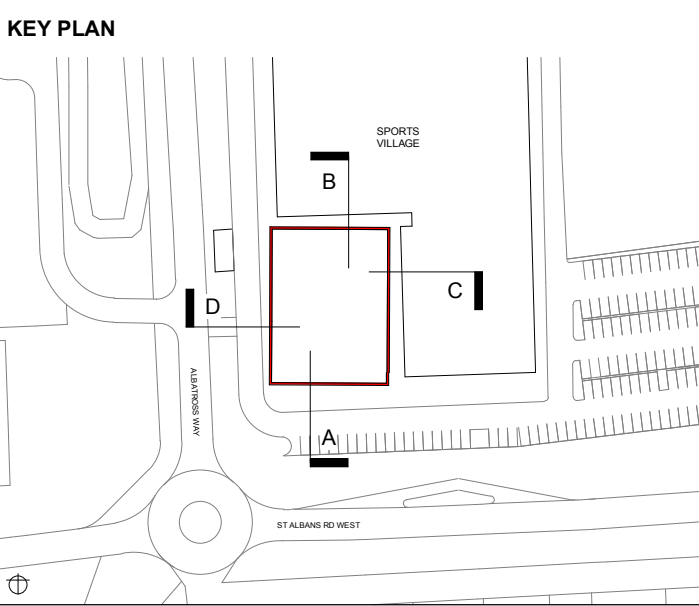 KEY PLAN
SPORTS
VILLAGE
B
C
D
ALBATROSS WAY
A
ST ALBANS RD WEST